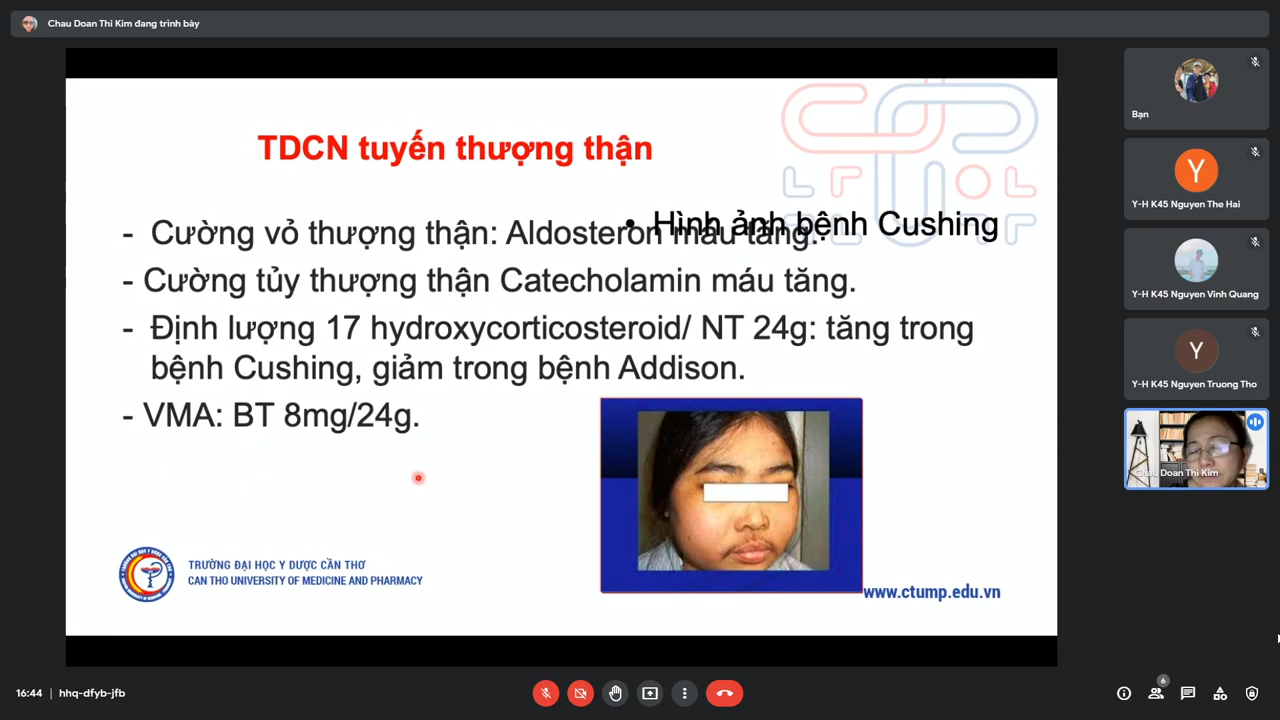 Chau Doan Thi Kim đang trình bày
TDCN tuyến thượng thận
• Hình ảnh bệnh Cushing
- Cường vỏ thượng thận: Aldosteron máu tăng.
- Cường tủy thượng thận Catecholamin máu tăng.
- Định lượng 17 hydroxycorticosteroid/ NT 24g: tăng trong
bệnh Cushing, giảm trong bệnh Addison.
- VMA: BT 8mg/24g.
TRƯỜNG ĐẠI HỌC Y DƯỢC CẦN THƠ
CAN THO UNIVERSITY OF MEDICINE AND PHARMACY
www.ctump.edu.vn
Bạn
Y
Y-H K45 Nguyen The Hai
Y-H K45 Nguyen Vinh Quang
Y
Y-H K45 Nguyen Truong Tho
Chau Doan Thi Kim
16:44 | hhq-dfyb-jfb
6